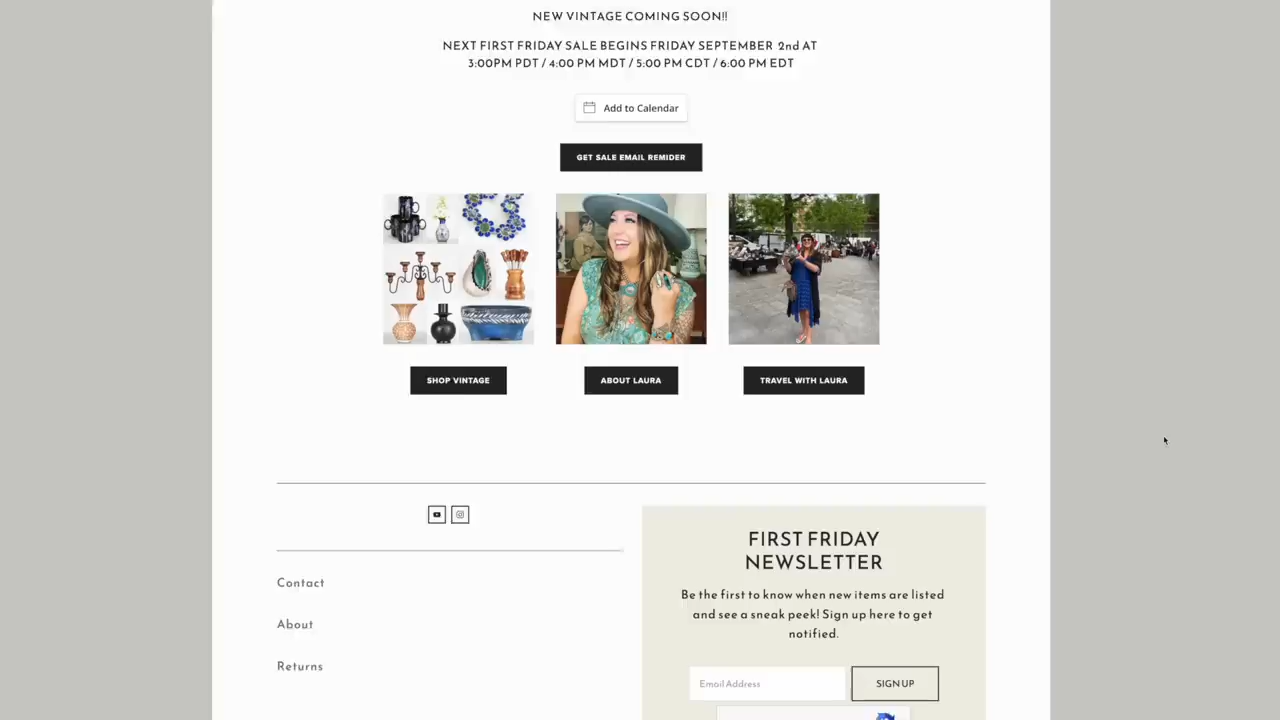 NEW VINTAGE COMING SOON!!
NEXT FIRST FRIDAY SALE BEGINS FRIDAY SEPTEMBER 2nd AT
3:00PM PDT / 4:00 PM MDT / 5:00 PM CDT / 6:00 PM EDT
Add to Calendar
GET SALE EMAIL REMIDER
SHOP VINTAGE
ABOUT LAURA
TRAVEL WITH LAURA
Contact
About
Returns
FIRST FRIDAY
NEWSLETTER
Be the first to know when new items are listed
and see a sneak peek! Sign up here to get
notified.
Email Address
SIGN UP